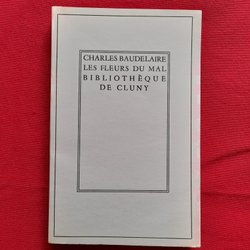 CHARLES BAUDELAIRE
LES FLEURS DU MAL
BIBLIOTHÈQUE
DE CLUNY